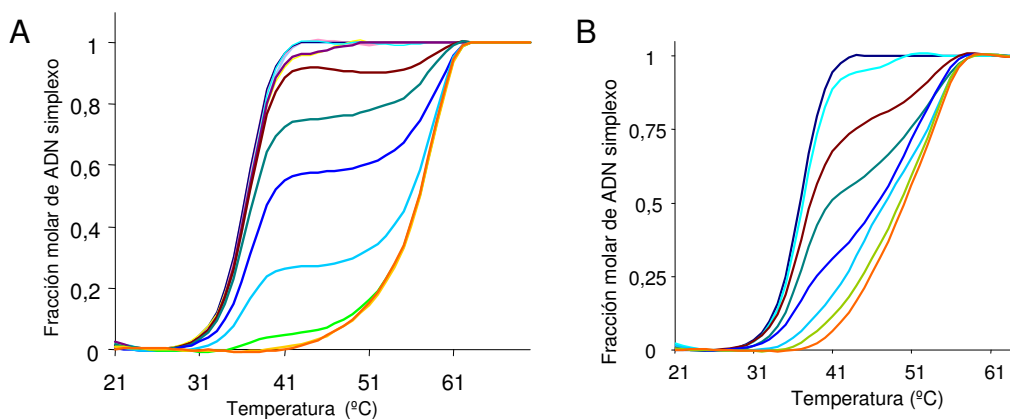 A
Fracción molar de ADN simplexo
1
0,8
0,6
0,4
0,2
0
21 31 41 51 61
Temperatura (ºC)
B
Fracción molar de ADN simplexo
1
0,75
0,5
0,25
0
21 31 41 51 61
Temperatura (ºC)